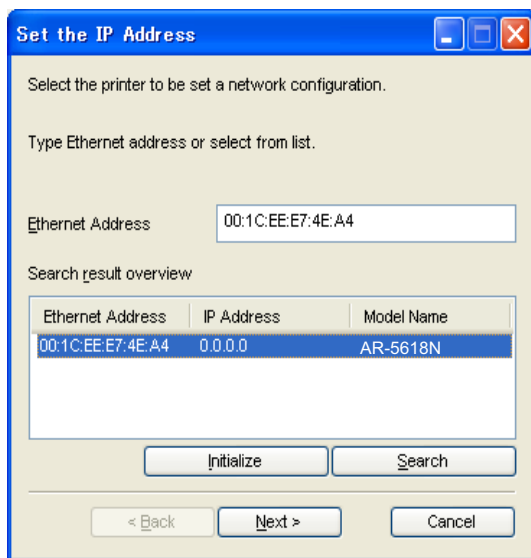 Set the IP Address
Select the printer to be set a network configuration.
Type Ethernet address or select from list.
Ethernet Address 00:1C:EE:E7:4E:A4
Search result overview
Ethernet Address IP Address Model Name
00:1C:EE:E7:4E:A4 0.0.0.0 AR-5618N
Initialize Search
< Back Next > Cancel